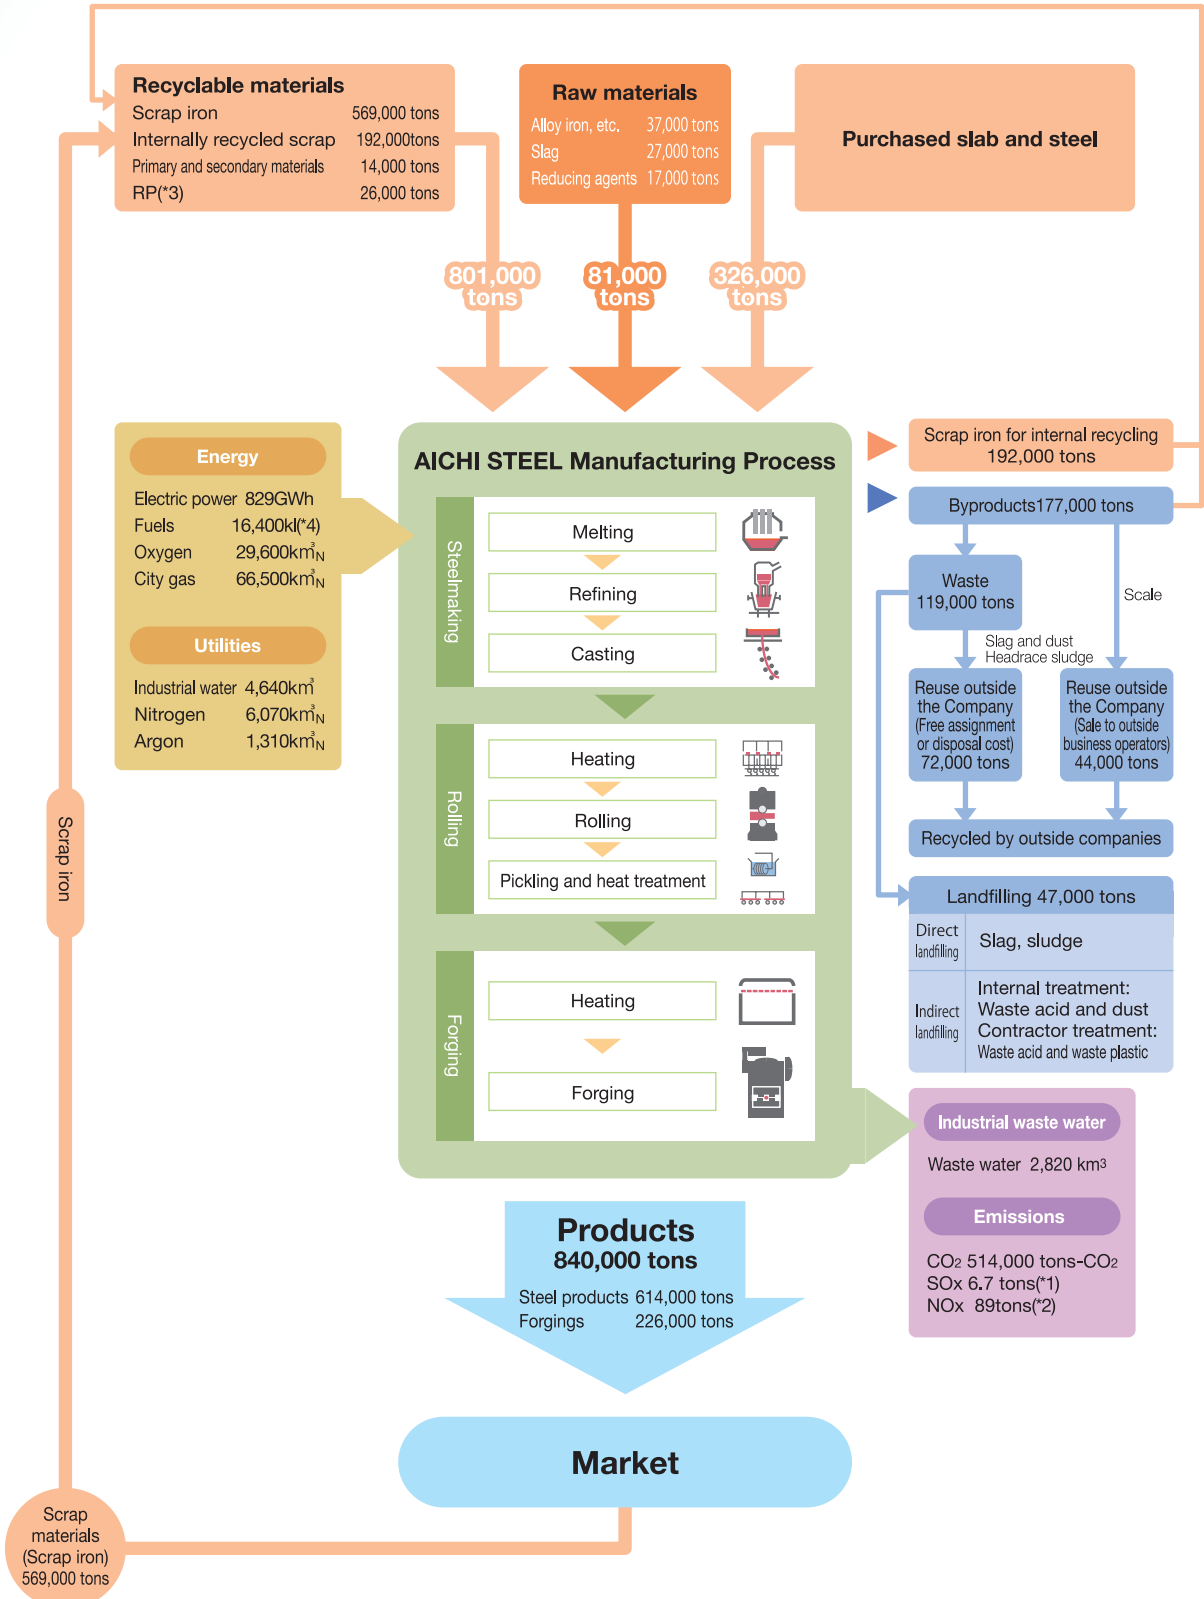 Recyclable materials
Scrap iron 569,000 tons
Internally recycled scrap 192,000tons
Primary and secondary materials 14,000 tons
RP(*3) 26,000 tons
Raw materials
Alloy iron, etc. 37,000 tons
Slag 27,000 tons
Reducing agents 17,000 tons
Purchased slab and steel
801,000
tons
81,000
tons
326,000
tons
Energy
Electric power 829GWh
Fuels 16,400kl(*4)
Oxygen 29,600km³N
City gas 66,500km³N
Utilities
Industrial water 4,640km³
Nitrogen 6,070km³N
Argon 1,310km³N
AICHI STEEL Manufacturing Process
Steelmaking
Melting
Refining
Casting
Rolling
Heating
Rolling
Pickling and heat treatment
Forging
Heating
Forging
Scrap iron for internal recycling
192,000 tons
Byproducts177,000 tons
Waste
119,000 tons
Scale
Slag and dust
Headrace sludge
Reuse outside
the Company
(Free assignment
or disposal cost)
72,000 tons
Reuse outside
the Company
(Sale to outside
business operators)
44,000 tons
Recycled by outside companies
Landfilling 47,000 tons
Direct
landfilling
Slag, sludge
Indirect
landfilling
Internal treatment:
Waste acid and dust
Contractor treatment:
Waste acid and waste plastic
Industrial waste water
Waste water 2,820 km³
Emissions
CO₂ 514,000 tons-CO₂
SOx 6.7 tons(*1)
NOx 89tons(*2)
Products
840,000 tons
Steel products 614,000 tons
Forgings 226,000 tons
Market
Scrap iron
Scrap
materials
(Scrap iron)
569,000 tons